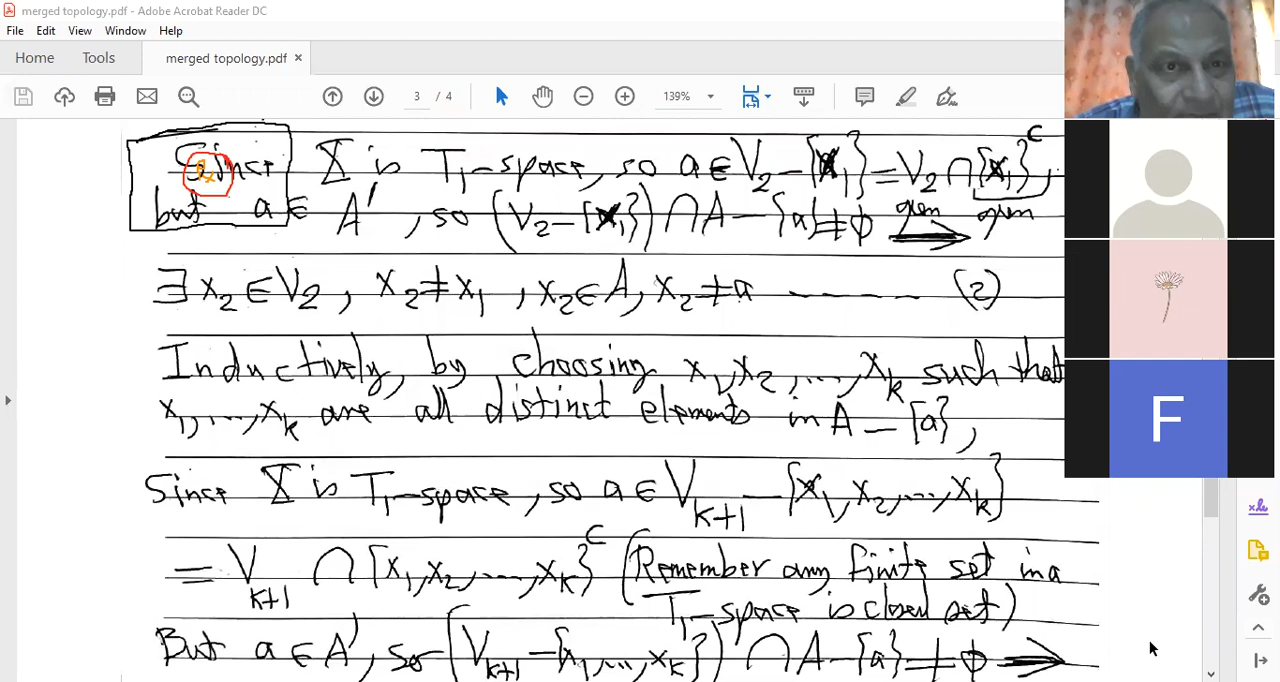 merged topology.pdf - Adobe Acrobat Reader DC
File Edit View Window Help
Home Tools merged topology.pdf ×
3 / 4 139%
Since X is T₁-space, so a ∈ V₂ - {x₁} = V₂ ∩ {x₁}ᶜ,
but a ∈ A', so (V₂ - {x₁}) ∩ A - {a} ≠ φ ⟹
∃ x₂ ∈ V₂, x₂ ≠ x₁, x₂ ∈ A, x₂ ≠ a ------- (2)
Inductively, by choosing x₁, x₂, ..., xₖ such that
x₁, ..., xₖ are all distinct elements in A - {a},
Since X is T₁-space, so a ∈ Vₖ₊₁ - {x₁, x₂, ..., xₖ}
= Vₖ₊₁ ∩ {x₁, x₂, ..., xₖ}ᶜ (Remember any finite set in a
T₁-space is closed set)
But a ∈ A', so (Vₖ₊₁ - {x₁, ..., xₖ}) ∩ A - {a} ≠ φ ⟹
F